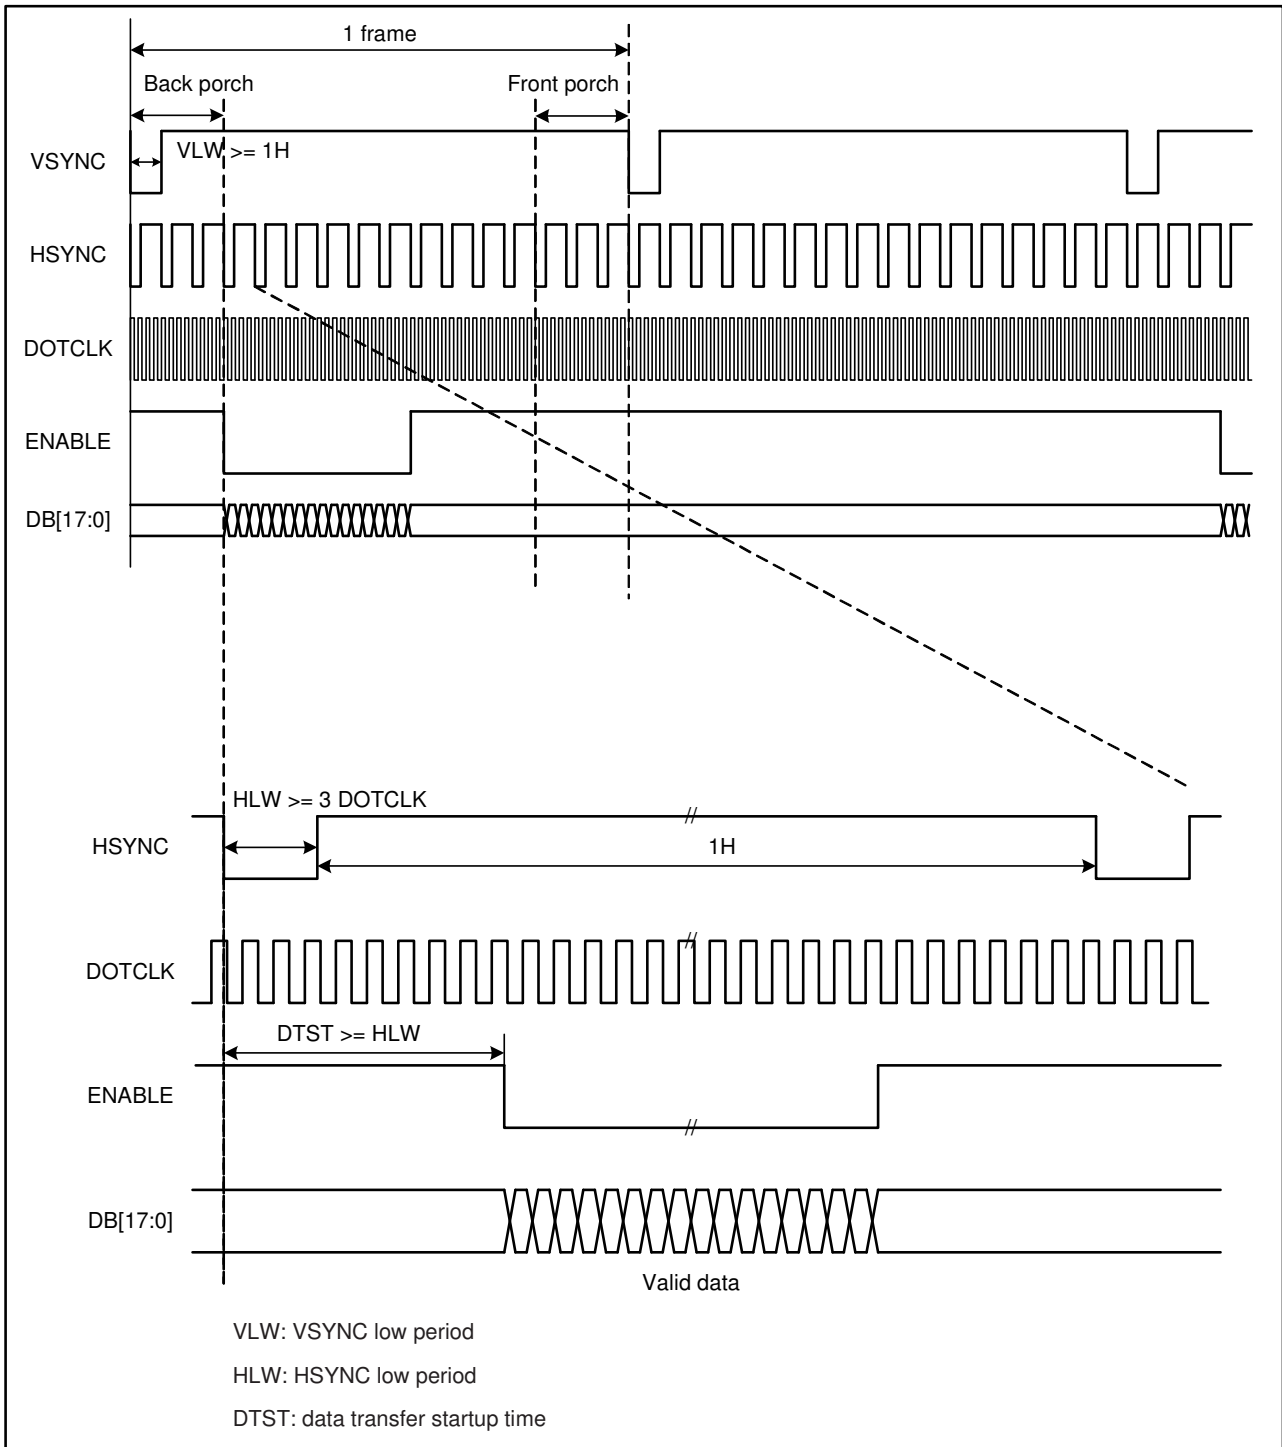 1 frame
Back porch
Front porch
VLW >= 1H
VSYNC
HSYNC
DOTCLK
ENABLE
DB[17:0]
HLW >= 3 DOTCLK
HSYNC
1H
//
DOTCLK
//
DTST >= HLW
ENABLE
//
DB[17:0]
Valid data
VLW: VSYNC low period
HLW: HSYNC low period
DTST: data transfer startup time